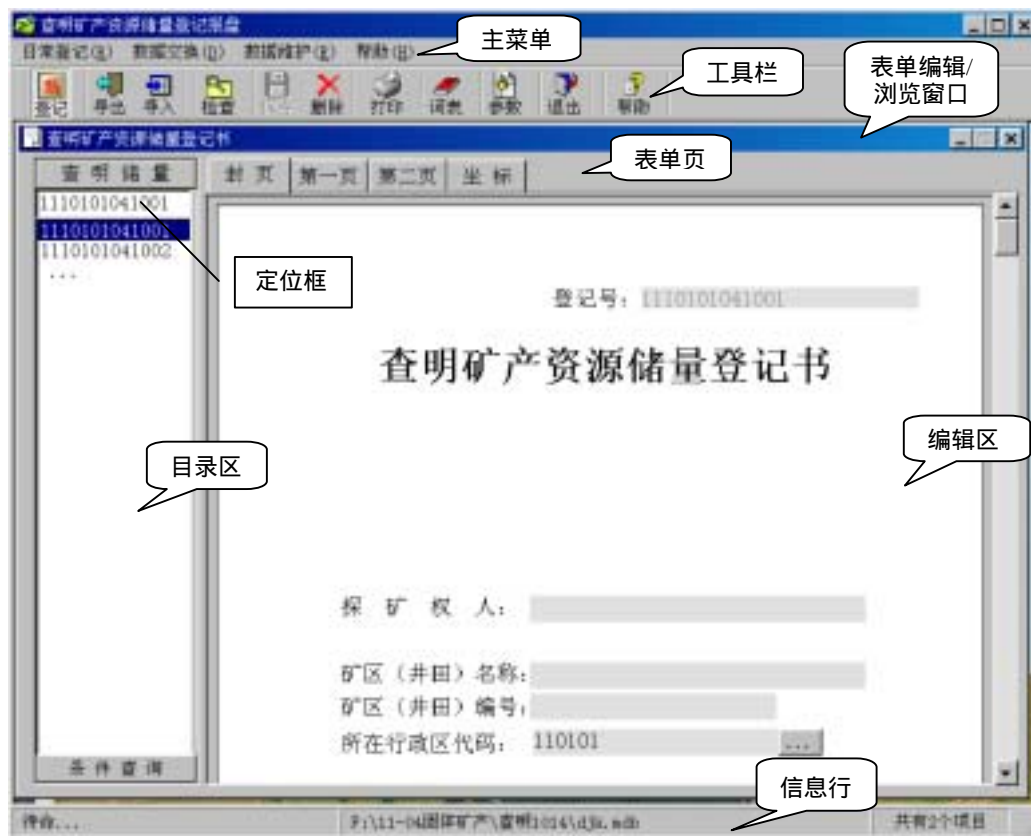 查明矿产资源储量登记报盘
日常登记(R) 数据交换(D) 数据维护(E) 帮助(H)
主菜单
工具栏
表单编辑/
浏览窗口
登记 导出 导入 检查 删除 打印 词表 参数 退出 帮助
查明矿产资源储量登记书
表单页
查明储量
封页 第一页 第二页 坐标
1110101041001
1110101041001
1110101041002
...
定位框
登记号: 1110101041001
查明矿产资源储量登记书
目录区
编辑区
探矿权人:
矿区(井田)名称:
矿区(井田)编号:
所在行政区代码: 110101 ...
条件查询
信息行
待命...
共有2个项目